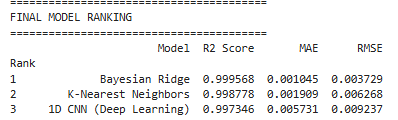 ========================================
FINAL MODEL RANKING
========================================
Model R2 Score MAE RMSE
Rank
1 Bayesian Ridge 0.999568 0.001045 0.003729
2 K-Nearest Neighbors 0.998778 0.001909 0.006268
3 1D CNN (Deep Learning) 0.997346 0.005731 0.009237